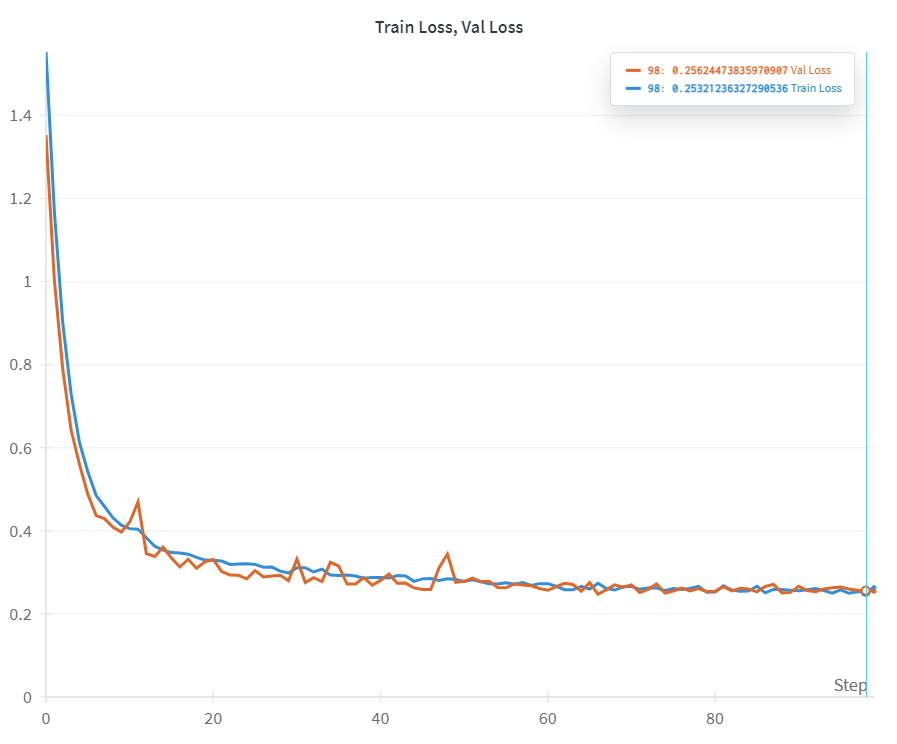 Train Loss, Val Loss
98: 0.25624473835970907 Val Loss
98: 0.25321236327290536 Train Loss
1.4
1.2
1
0.8
0.6
0.4
0.2
0
Step
0 20 40 60 80